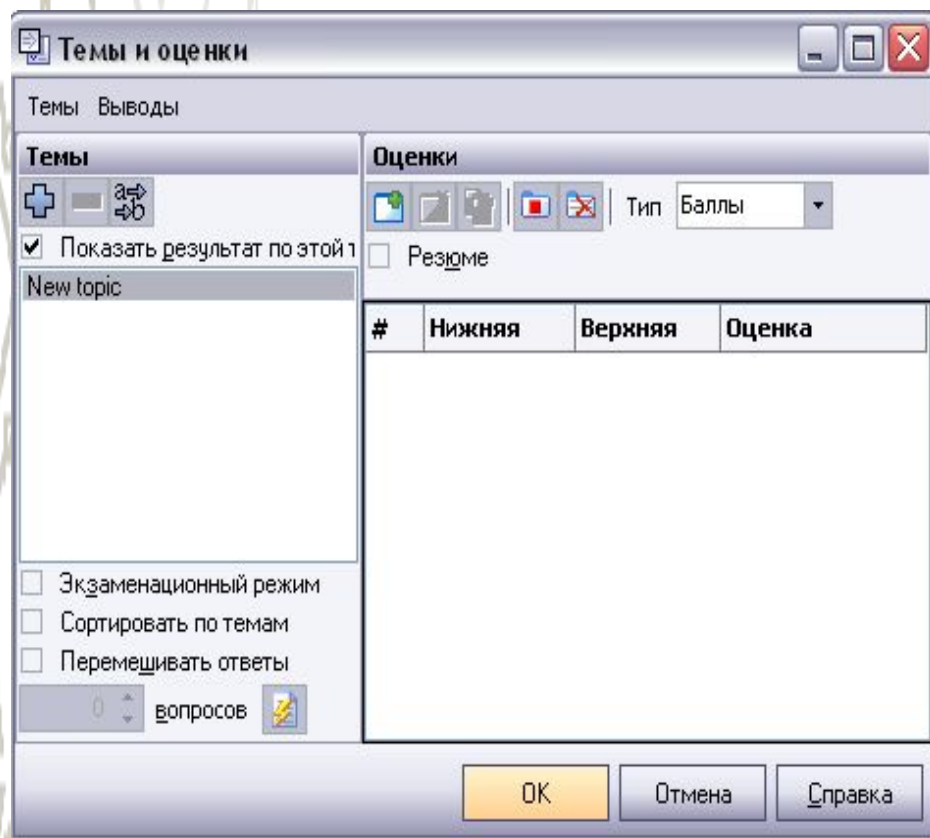 Темы и оценки
Темы Выводы
Темы
Показать результат по этой т
New topic
Экзаменационный режим
Сортировать по темам
Перемешивать ответы
0 вопросов
Оценки
Тип Баллы
Резюме
# Нижняя Верхняя Оценка
OK Отмена Справка